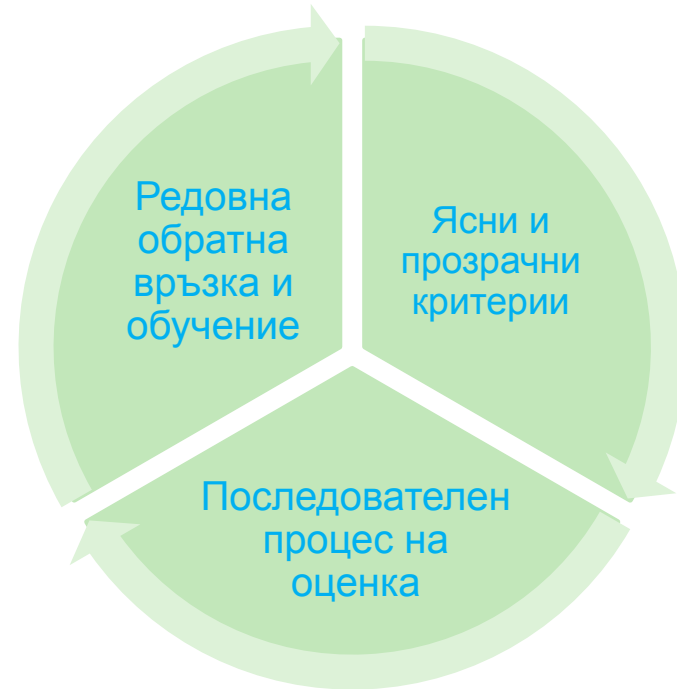 Редовна
обратна
връзка и
обучение
Ясни и
прозрачни
критерии
Последователен
процес на
оценка